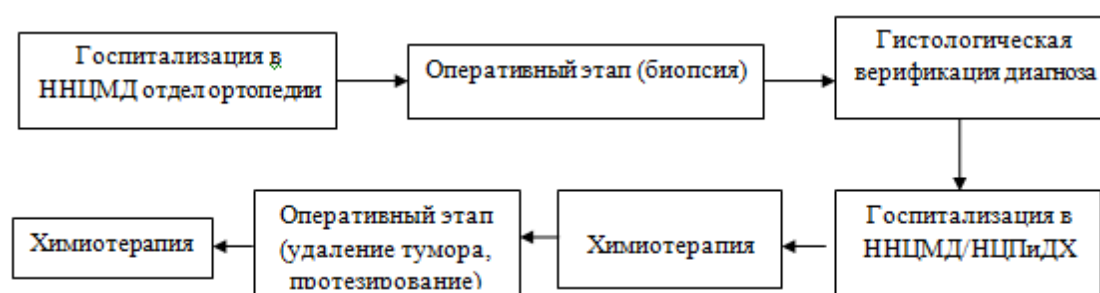 Госпитализация в
ННЦМД отдел ортопедии
Оперативный этап (биопсия)
Гистологическая
верификация диагноза
Госпитализация в
ННЦМД/НЦПиДХ
Химиотерапия
Оперативный этап
(удаление тумора,
протезирование)
Химиотерапия